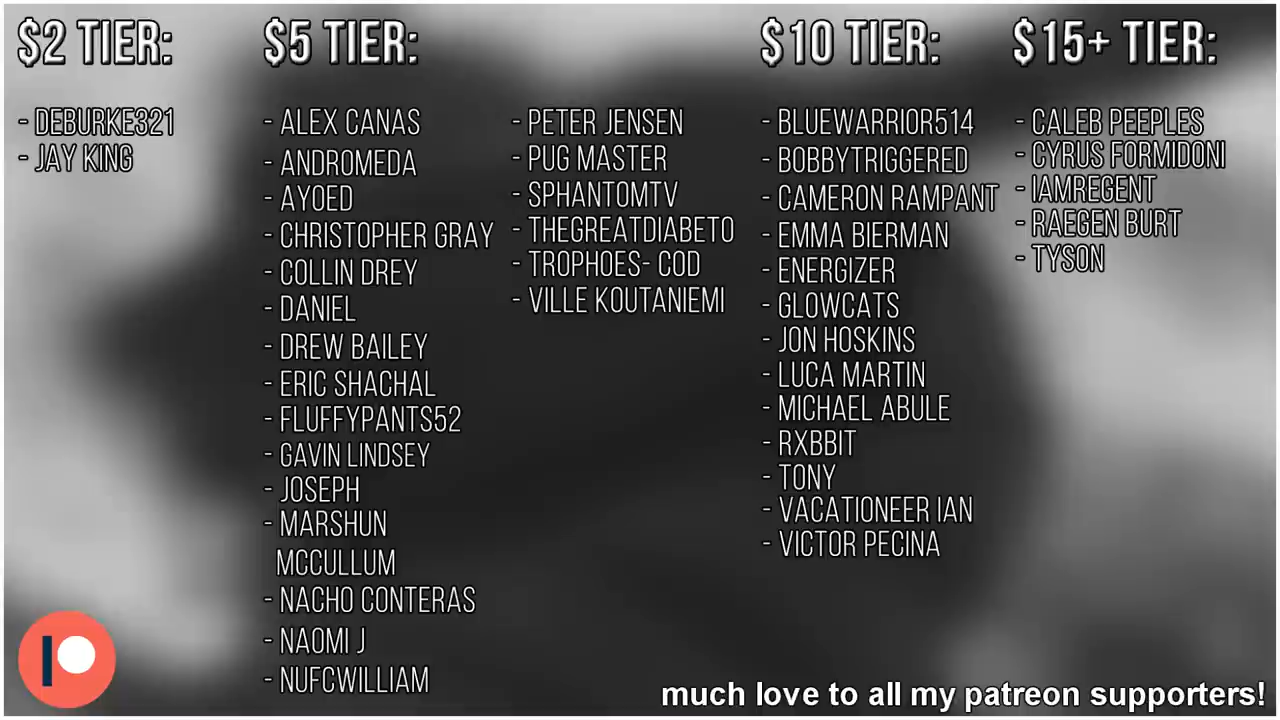 $2 TIER:
- DEBURKE321
- JAY KING
$5 TIER:
- ALEX CANAS
- ANDROMEDA
- AYOED
- CHRISTOPHER GRAY
- COLLIN DREY
- DANIEL
- DREW BAILEY
- ERIC SHACHAL
- FLUFFYPANTS52
- GAVIN LINDSEY
- JOSEPH
- MARSHUN
MCCULLUM
- NACHO CONTERAS
- NAOMI J
- NUFCWILLIAM
- PETER JENSEN
- PUG MASTER
- SPHANTOMTV
- THEGREATDIABETO
- TROPHOES- COD
- VILLE KOUTANIEMI
$10 TIER:
- BLUEWARRIOR514
- BOBBYTRIGGERED
- CAMERON RAMPANT
- EMMA BIERMAN
- ENERGIZER
- GLOWCATS
- JON HOSKINS
- LUCA MARTIN
- MICHAEL ABULE
- RXBBIT
- TONY
- VACATIONEER IAN
- VICTOR PECINA
$15+ TIER:
- CALEB PEEPLES
- CYRUS FORMIDONI
- IAMREGENT
- RAEGEN BURT
- TYSON
much love to all my patreon supporters!